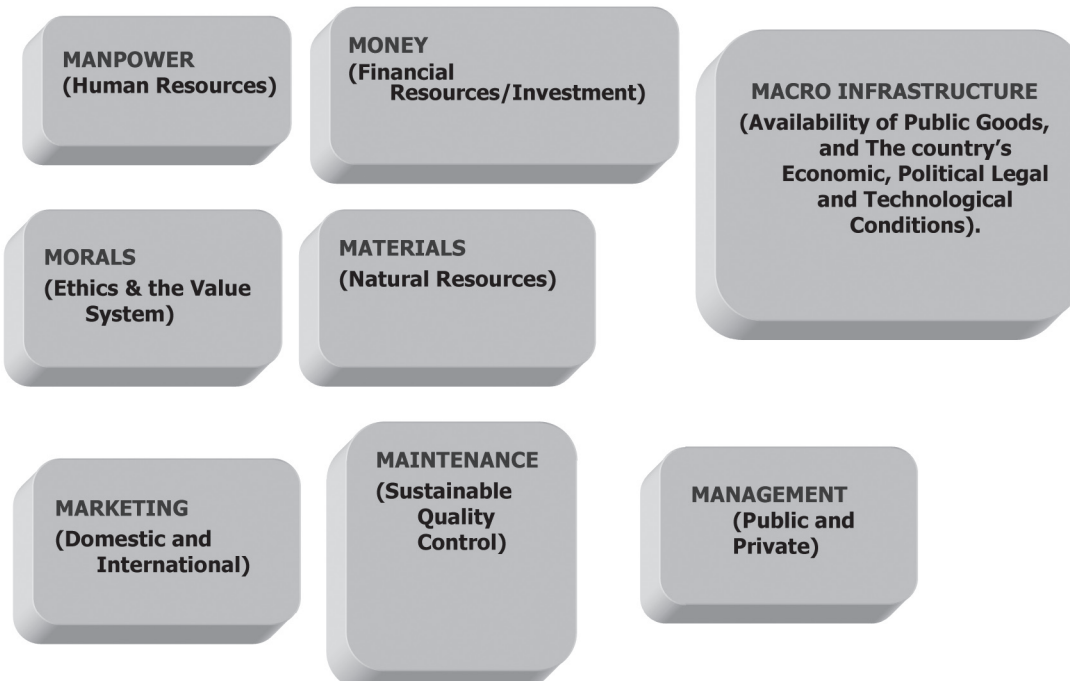 MANPOWER
(Human Resources)
MONEY
(Financial
Resources/Investment)
MACRO INFRASTRUCTURE
(Availability of Public Goods,
and The country’s
Economic, Political Legal
and Technological
Conditions).
MORALS
(Ethics & the Value
System)
MATERIALS
(Natural Resources)
MARKETING
(Domestic and
International)
MAINTENANCE
(Sustainable
Quality
Control)
MANAGEMENT
(Public and
Private)